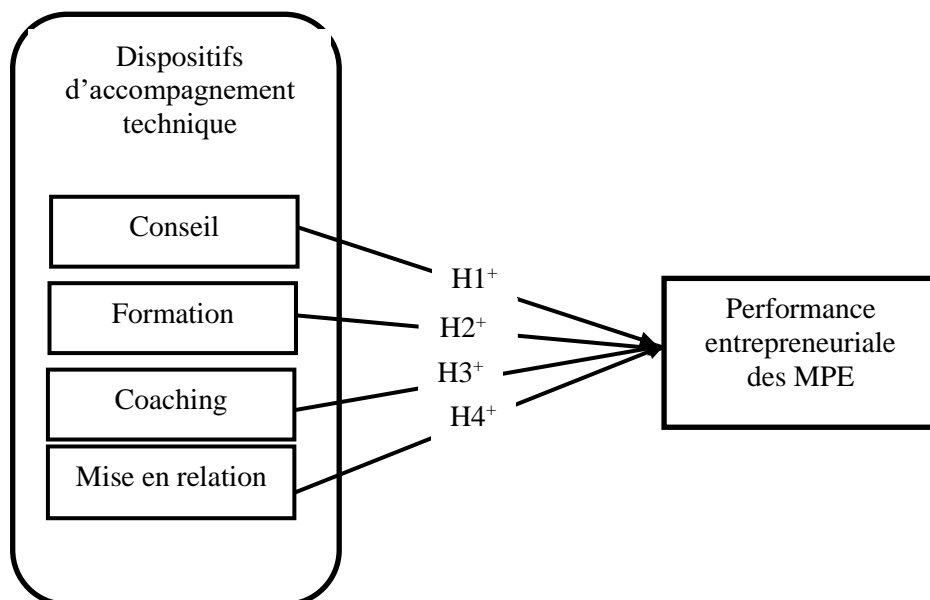 Dispositifs
d’accompagnement
technique
Conseil
Formation
Coaching
Mise en relation
H1⁺
H2⁺
H3⁺
H4⁺
Performance
entrepreneuriale
des MPE